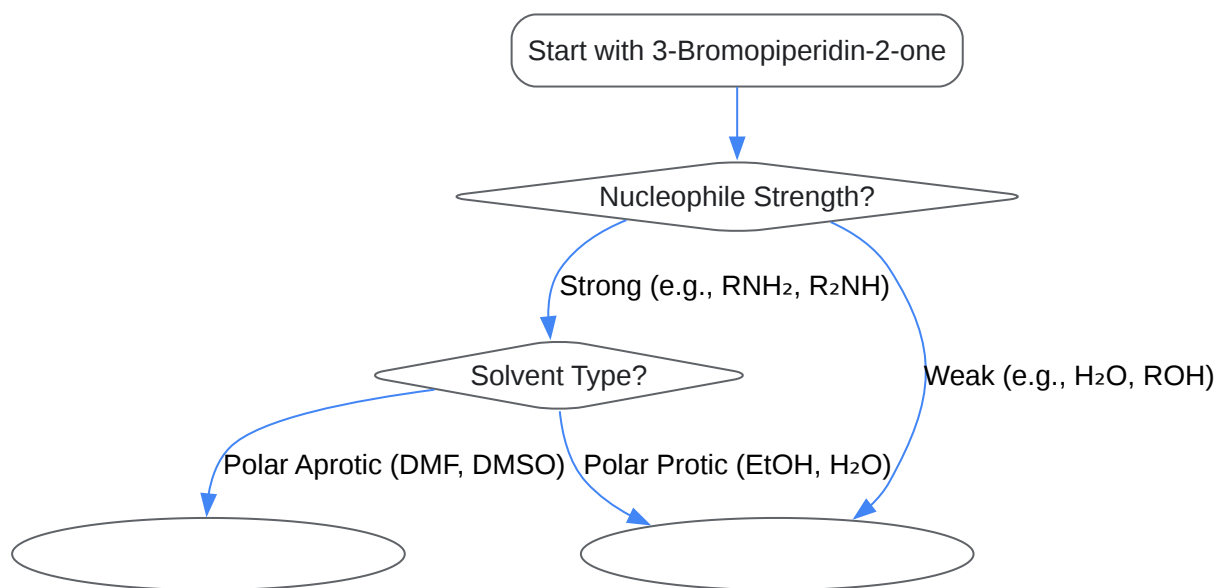 Start with 3-Bromopiperidin-2-one
Nucleophile Strength?
Strong (e.g., RNH₂, R₂NH)
Solvent Type?
Weak (e.g., H₂O, ROH)
Polar Aprotic (DMF, DMSO)
Polar Protic (EtOH, H₂O)